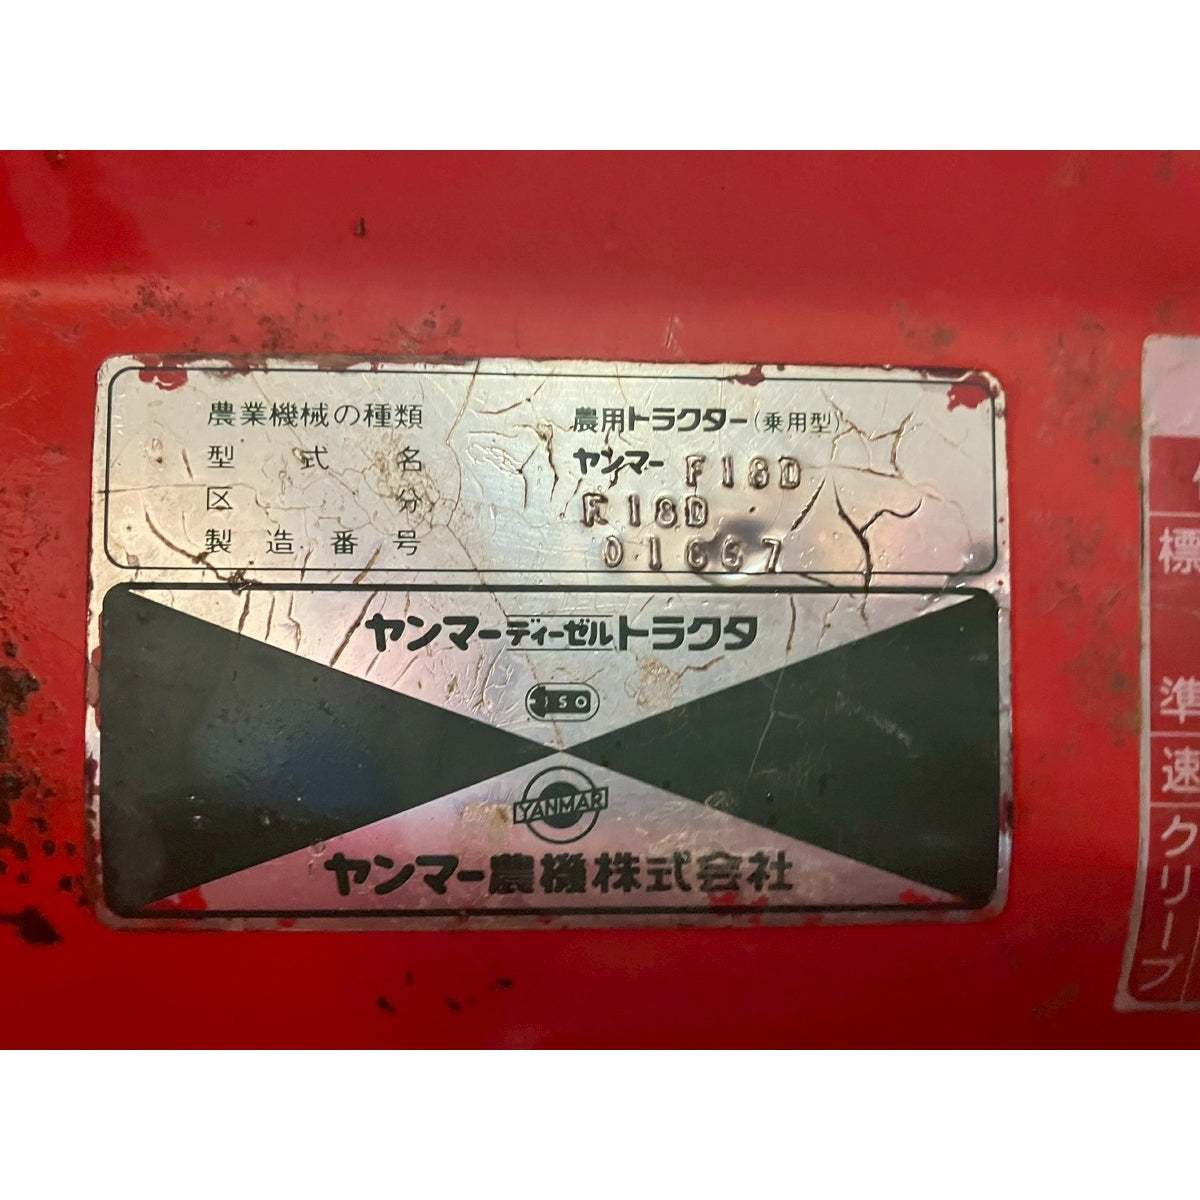 農業機械の種類 農用トラクター(乗用型)
型式名 ヤンマー F18D
区分 F18D
製造番号
ヤンマーディーゼルトラクタ
ISO
YANMAR
ヤンマー農機株式会社
標
準
速
クリープ